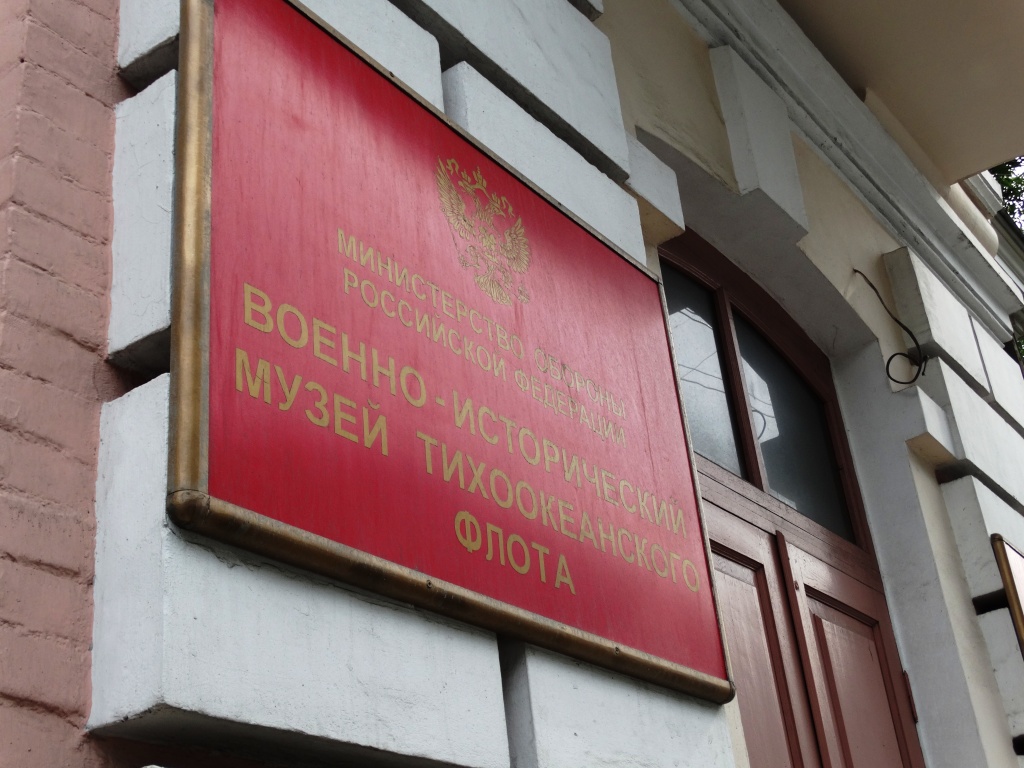 МИНИСТЕРСТВО ОБОРОНЫ
РОССИЙСКОЙ ФЕДЕРАЦИИ
ВОЕННО-ИСТОРИЧЕСКИЙ
МУЗЕЙ ТИХООКЕАНСКОГО
ФЛОТА